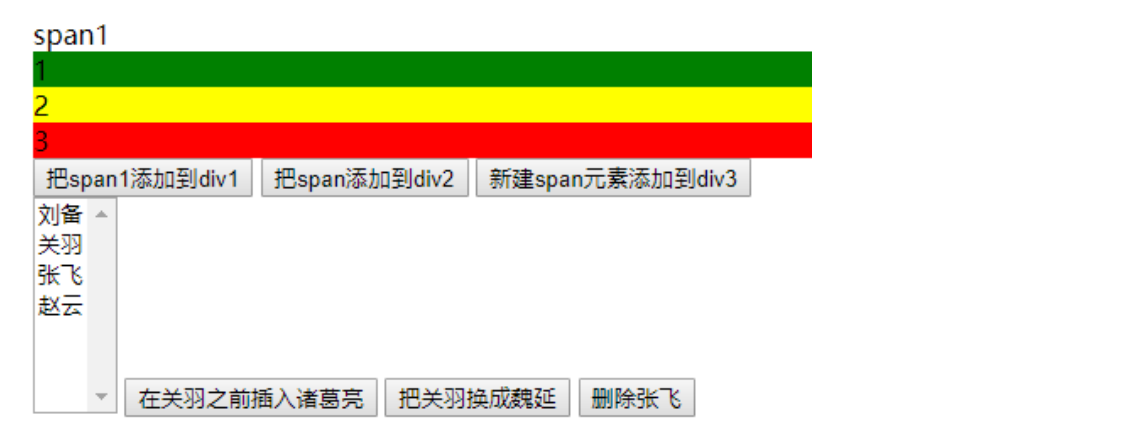 span1
1
2
3
把span1添加到div1 把span添加到div2 新建span元素添加到div3
刘备
关羽
张飞
赵云
在关羽之前插入诸葛亮 把关羽换成魏延 删除张飞